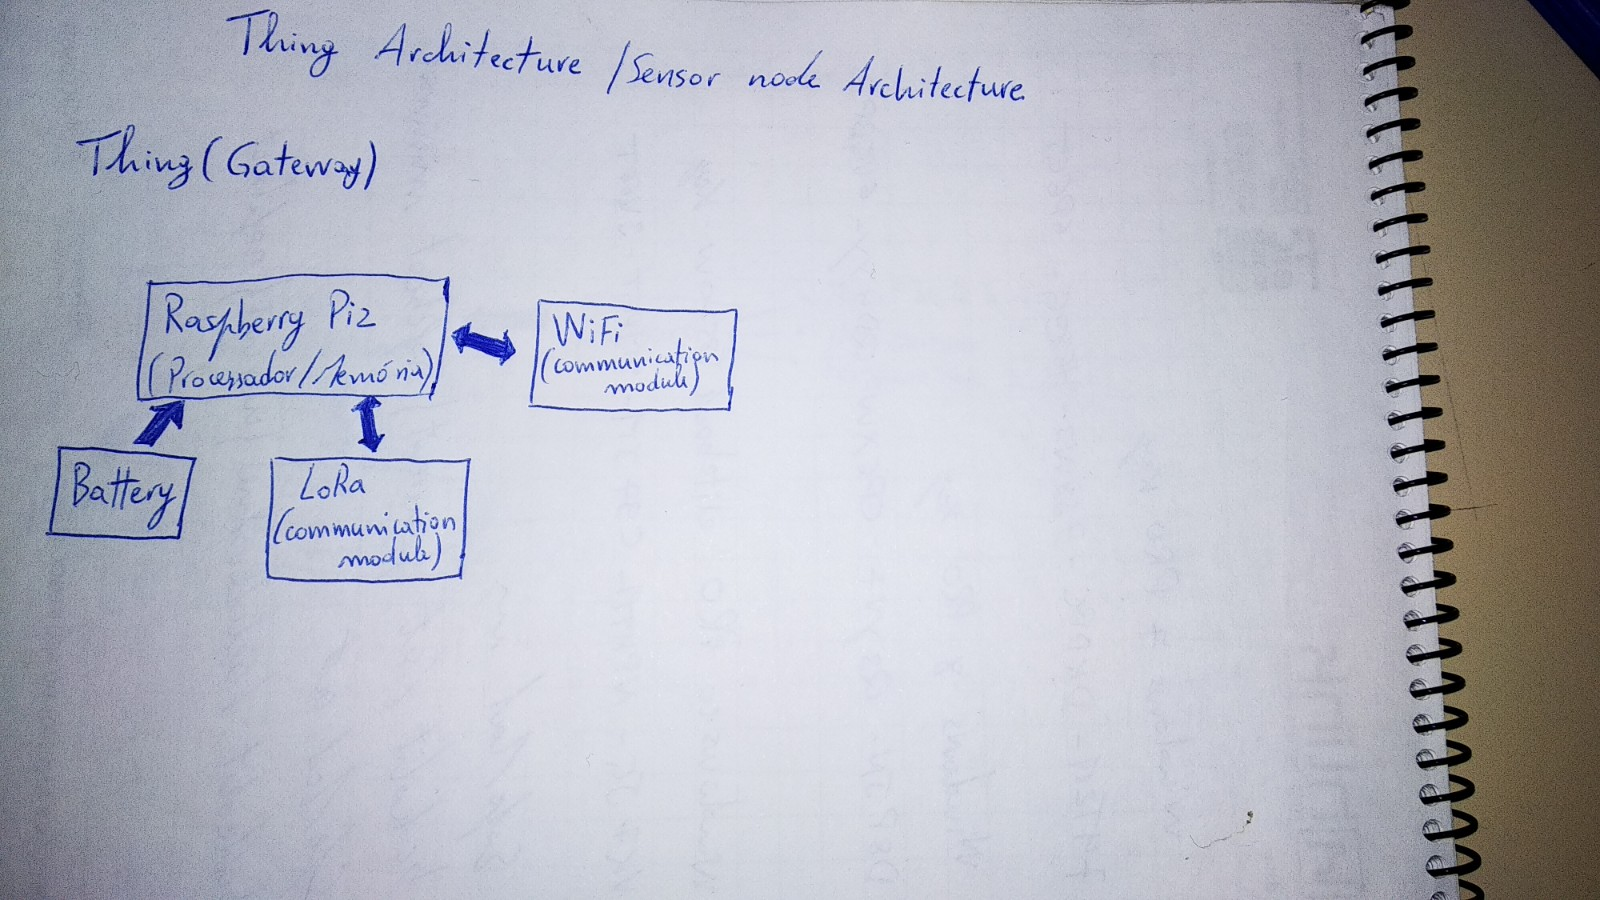 Thing Architecture / Sensor node Architecture
Thing (Gateway)
Raspberry Pi2
(Processador/Memória)
WiFi
(communication
module)
Battery
LoRa
(communication
module)